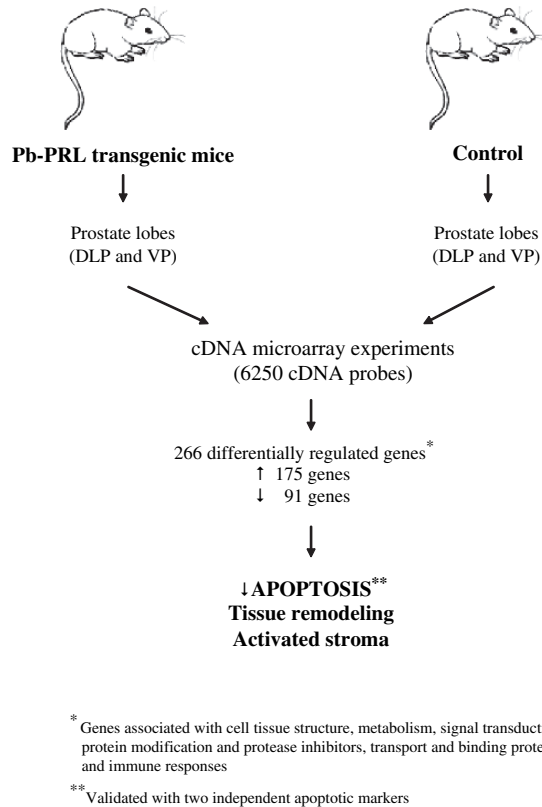 Pb-PRL transgenic mice
Control
Prostate lobes
(DLP and VP)
Prostate lobes
(DLP and VP)
cDNA microarray experiments
(6250 cDNA probes)
266 differentially regulated genes*
↑ 175 genes
↓ 91 genes
↓APOPTOSIS**
Tissue remodeling
Activated stroma
* Genes associated with cell tissue structure, metabolism, signal
protein modification and protease inhibitors, transport and binding
and immune responses
**Validated with two independent apoptotic markers